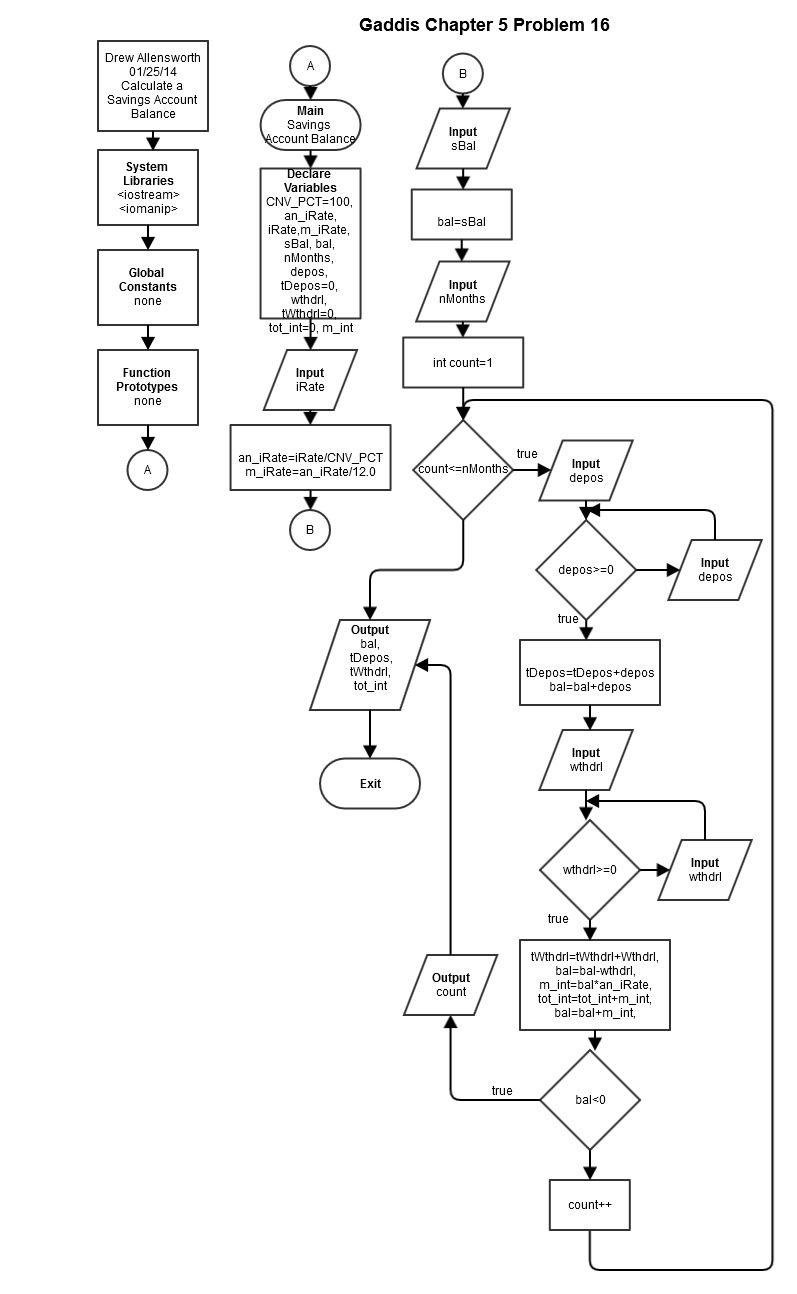 Gaddis Chapter 5 Problem 16
Drew Allensworth
01/25/14
Calculate a
Savings Account
Balance
System
Libraries
<iostream>
<iomanip>
Global
Constants
none
Function
Prototypes
none
A
A
Main
Savings
Account Balance
Declare
Variables
CNV_PCT=100,
an_iRate,
iRate,m_iRate,
sBal, bal,
nMonths,
depos,
tDepos=0,
wthdrl,
tWthdrl=0,
tot_int=0, m_int
Input
iRate
an_iRate=iRate/CNV_PCT
m_iRate=an_iRate/12.0
B
B
Input
sBal
bal=sBal
Input
nMonths
int count=1
count<=nMonths
true
Input
depos
depos>=0
Input
depos
true
tDepos=tDepos+depos
bal=bal+depos
Input
wthdrl
wthdrl>=0
Input
wthdrl
true
tWthdrl=tWthdrl+Wthdrl,
bal=bal-wthdrl,
m_int=bal*an_iRate,
tot_int=tot_int+m_int,
bal=bal+m_int,
bal<0
true
count++
Output
count
Output
bal,
tDepos,
tWthdrl,
tot_int
Exit